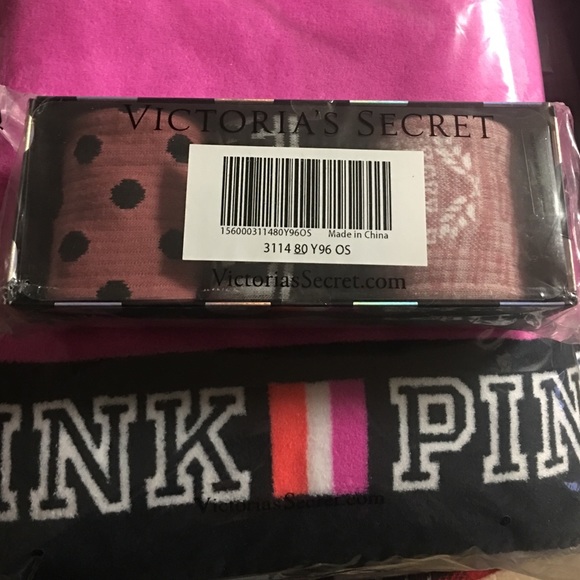 VICTORIA'S SECRET
156000311480Y96OS Made in China
3114 80 Y96 OS
VictoriasSecret.com
INK PIN
VictoriasSecret.com